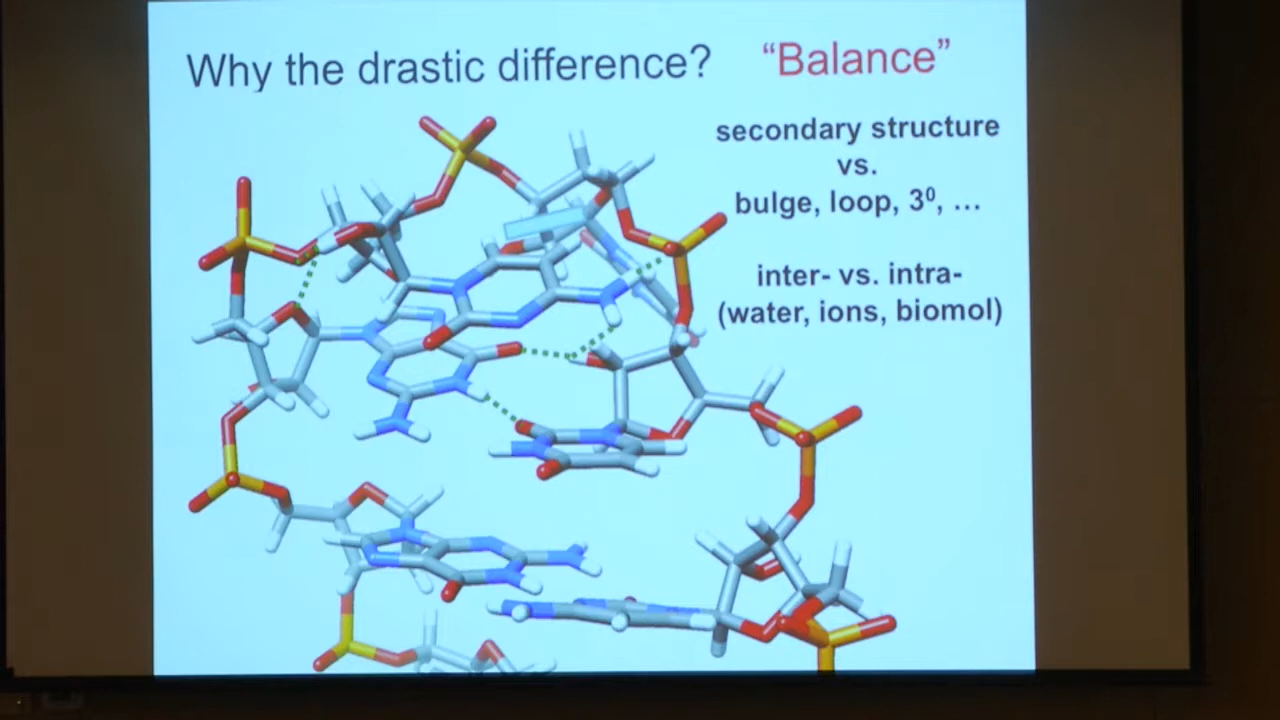 Why the drastic difference? “Balance”
secondary structure
vs.
bulge, loop, 3⁰, ...
inter- vs. intra-
(water, ions, biomol)